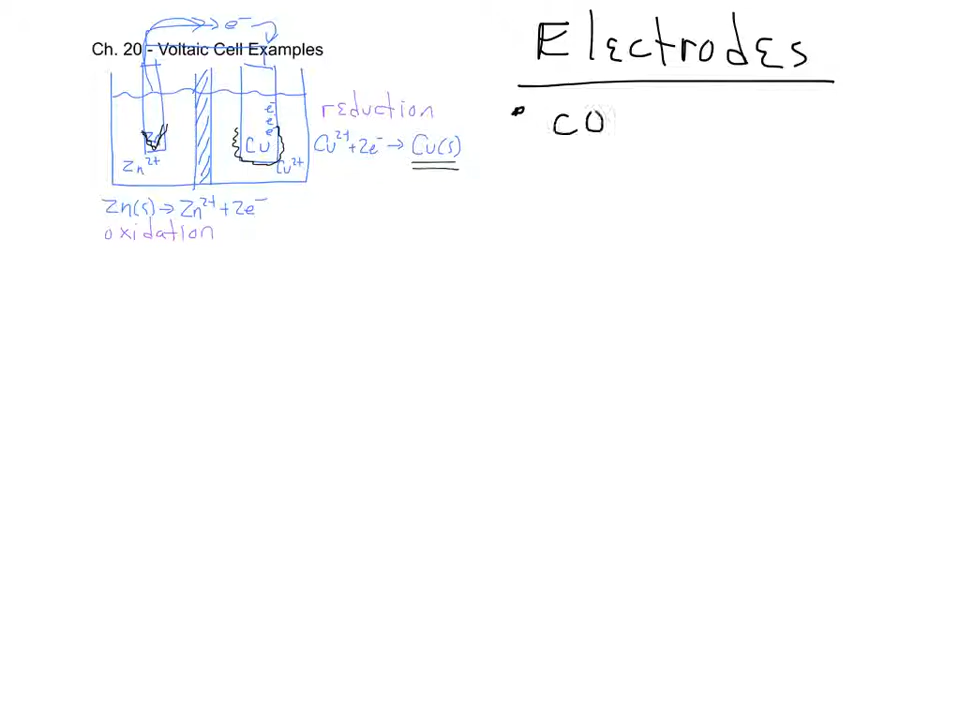 e⁻
Ch. 20 - Voltaic Cell Examples
e⁻
e⁻
e⁻
Zn²⁺
Cu
Cu²⁺
reduction
Cu²⁺+2e⁻→Cu(s)
Zn(s)→Zn²⁺+2e⁻
oxidation
Electrodes
• co